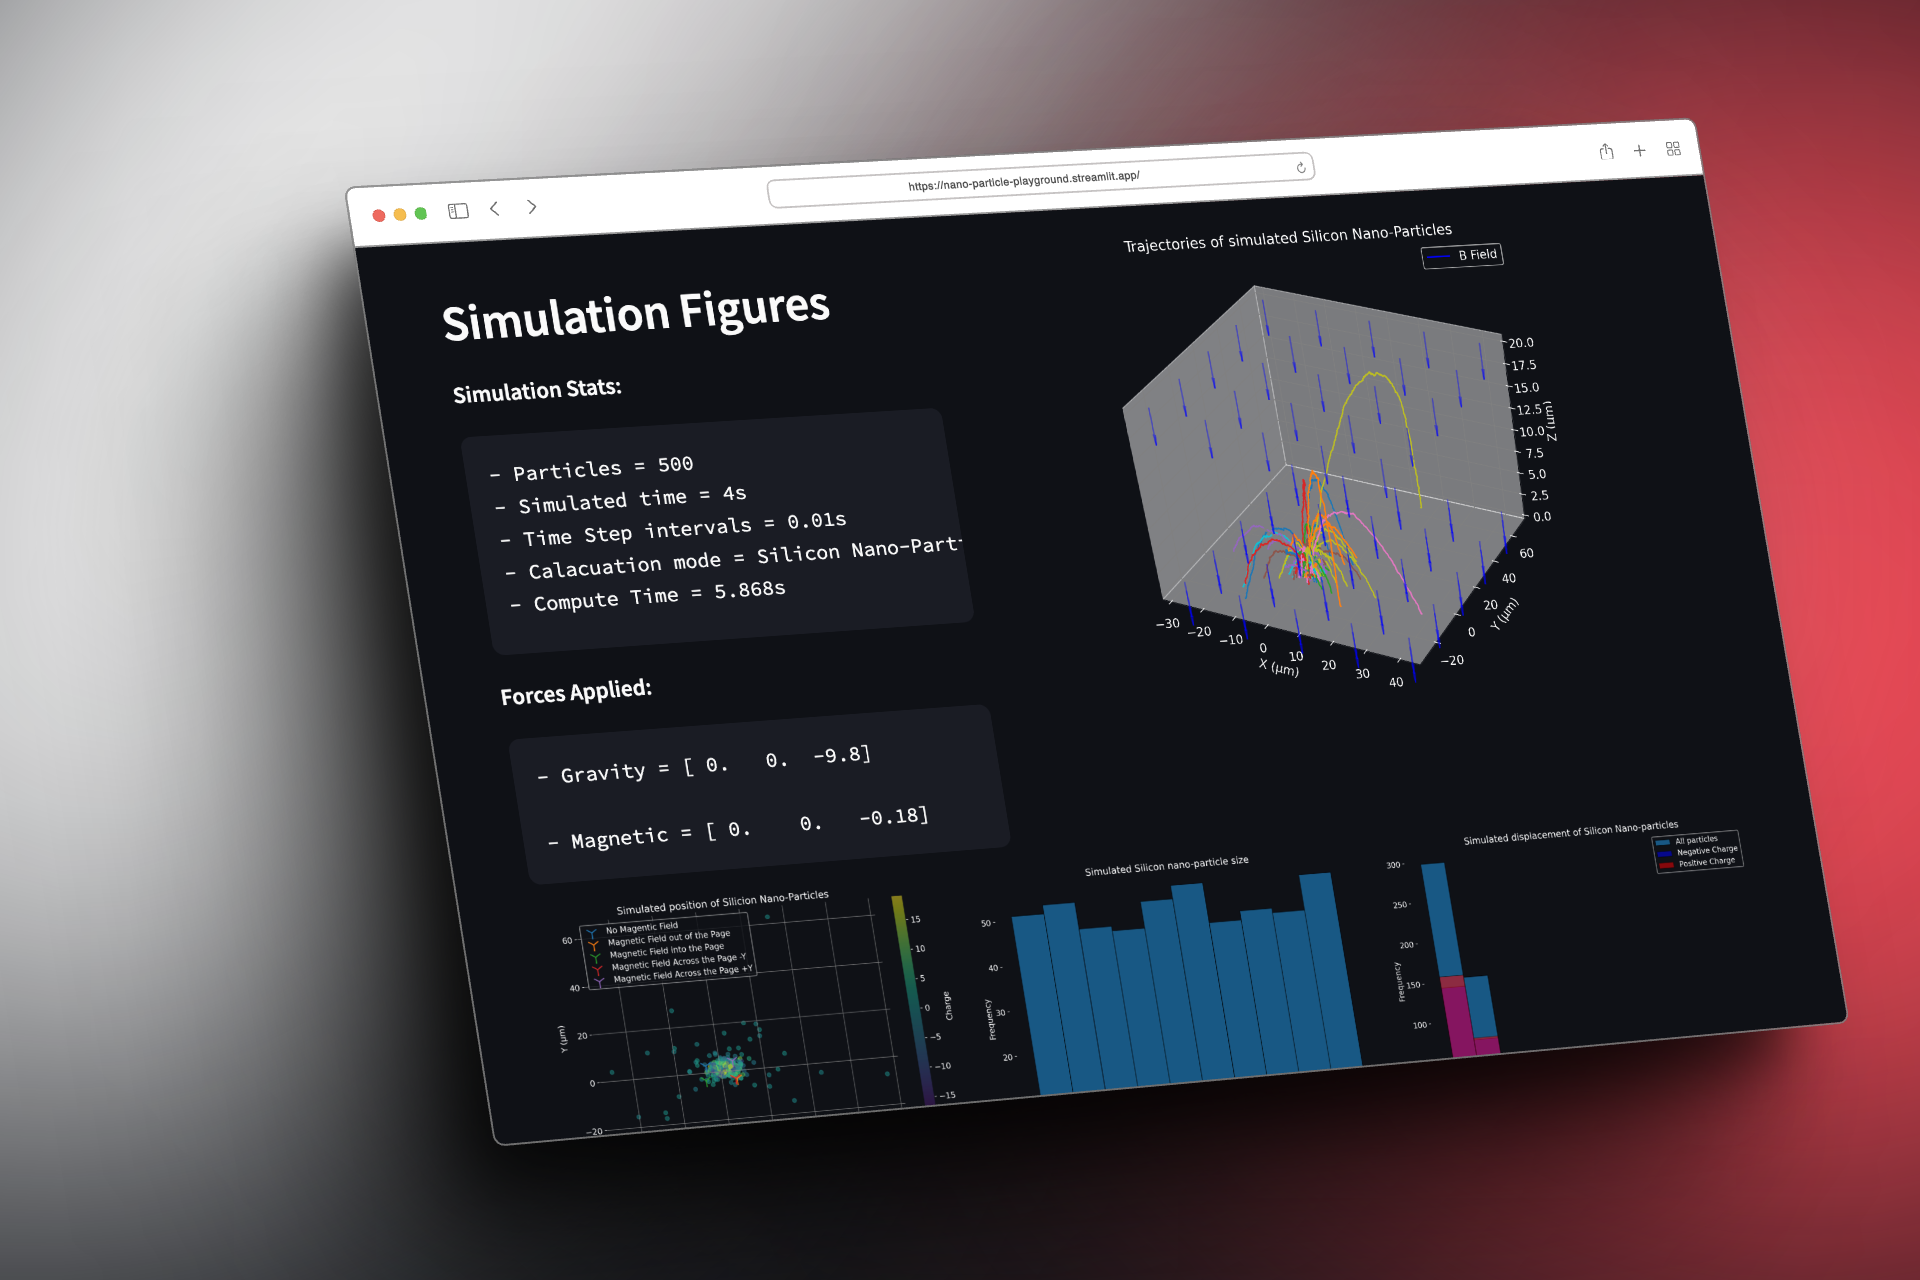 https://nano-particle-playground.streamlit.app/
Simulation Figures
Simulation Stats:
- Particles = 500
- Simulated time = 4s
- Time Step intervals = 0.01s
- Calacuation mode = Silicon Nano-Part
- Compute Time = 5.868s
Forces Applied:
- Gravity = [ 0. 0. -9.8]
- Magnetic = [ 0. 0. -0.18]
Trajectories of simulated Silicon Nano-Particles
B Field
20.0
17.5
15.0
12.5
10.0
7.5
5.0
2.5
0.0
Z (µm)
60
40
20
0
−20
Y (µm)
−30 −20 −10 0 10 20 30 40
X (µm)
Simulated position of Silicion Nano-Particles
No Magentic Field
Magnetic Field out of the Page
Magnetic Field into the Page
Magnetic Field Across the Page -Y
Magnetic Field Across the Page +Y
60
40
20
0
−20
Y (µm)
15
10
5
0
−5
−10
−15
Charge
Simulated Silicon nano-particle size
50
40
30
20
Frequency
Simulated displacement of Silicon Nano-particles
All particles
Negative Charge
Positive Charge
300
250
200
150
100
Frequency